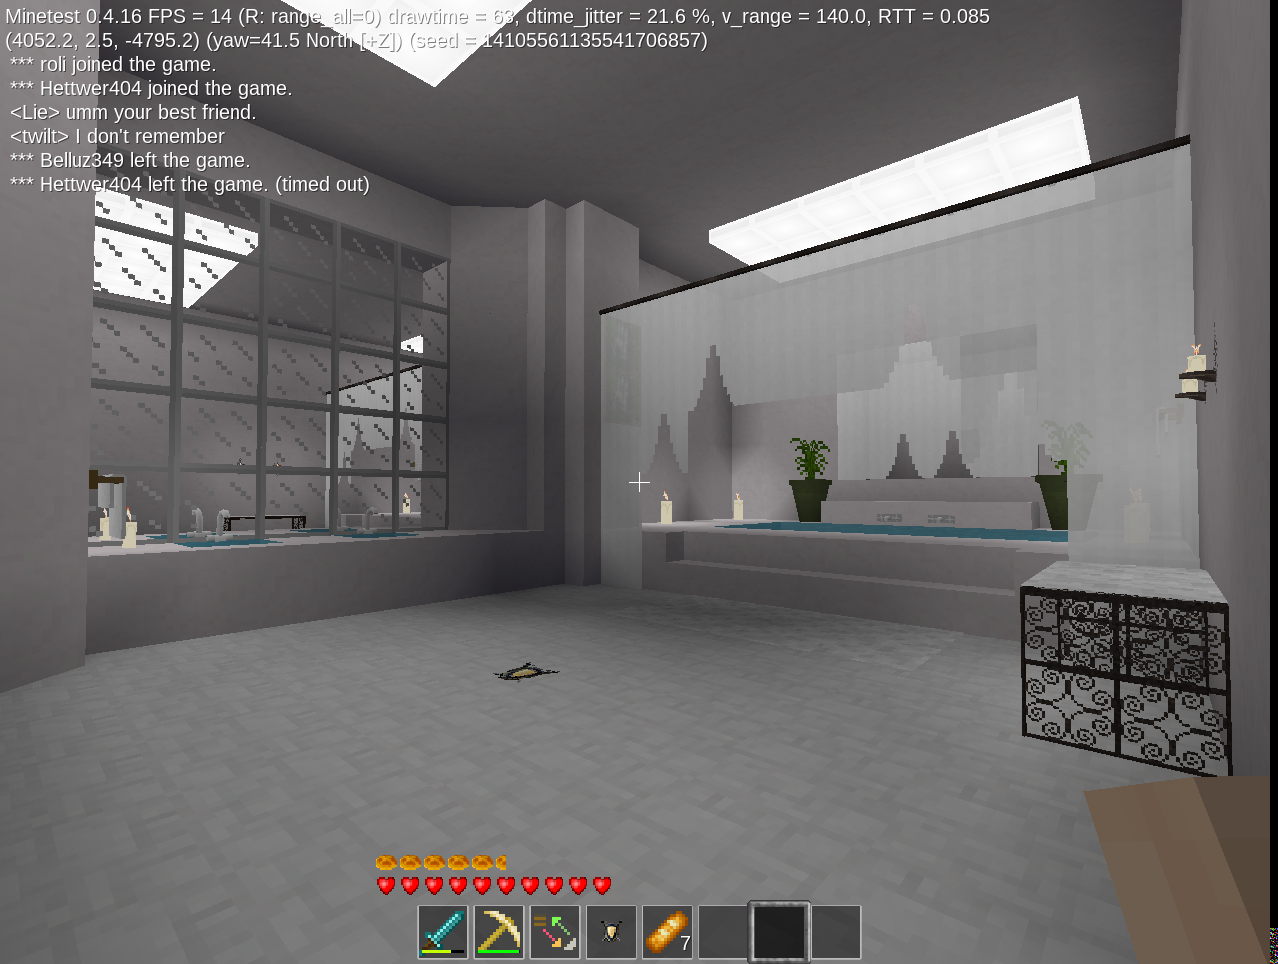 Minetest 0.4.16 FPS = 14 (R: range_all=0) drawtime = 63, dtime_jitter = 21.6 %, v_range = 140.0, RTT = 0.085
(4052.2, 2.5, -4795.2) (yaw=41.5 North [+Z]) (seed = 14105561135541706857)
*** roli joined the game.
*** Hettwer404 joined the game.
<Lie> umm your best friend.
<twilt> I don't remember
*** Belluz349 left the game.
*** Hettwer404 left the game. (timed out)
7